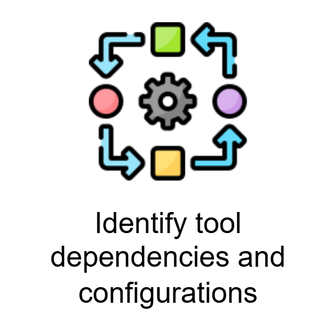 Identify tool
dependencies and
configurations